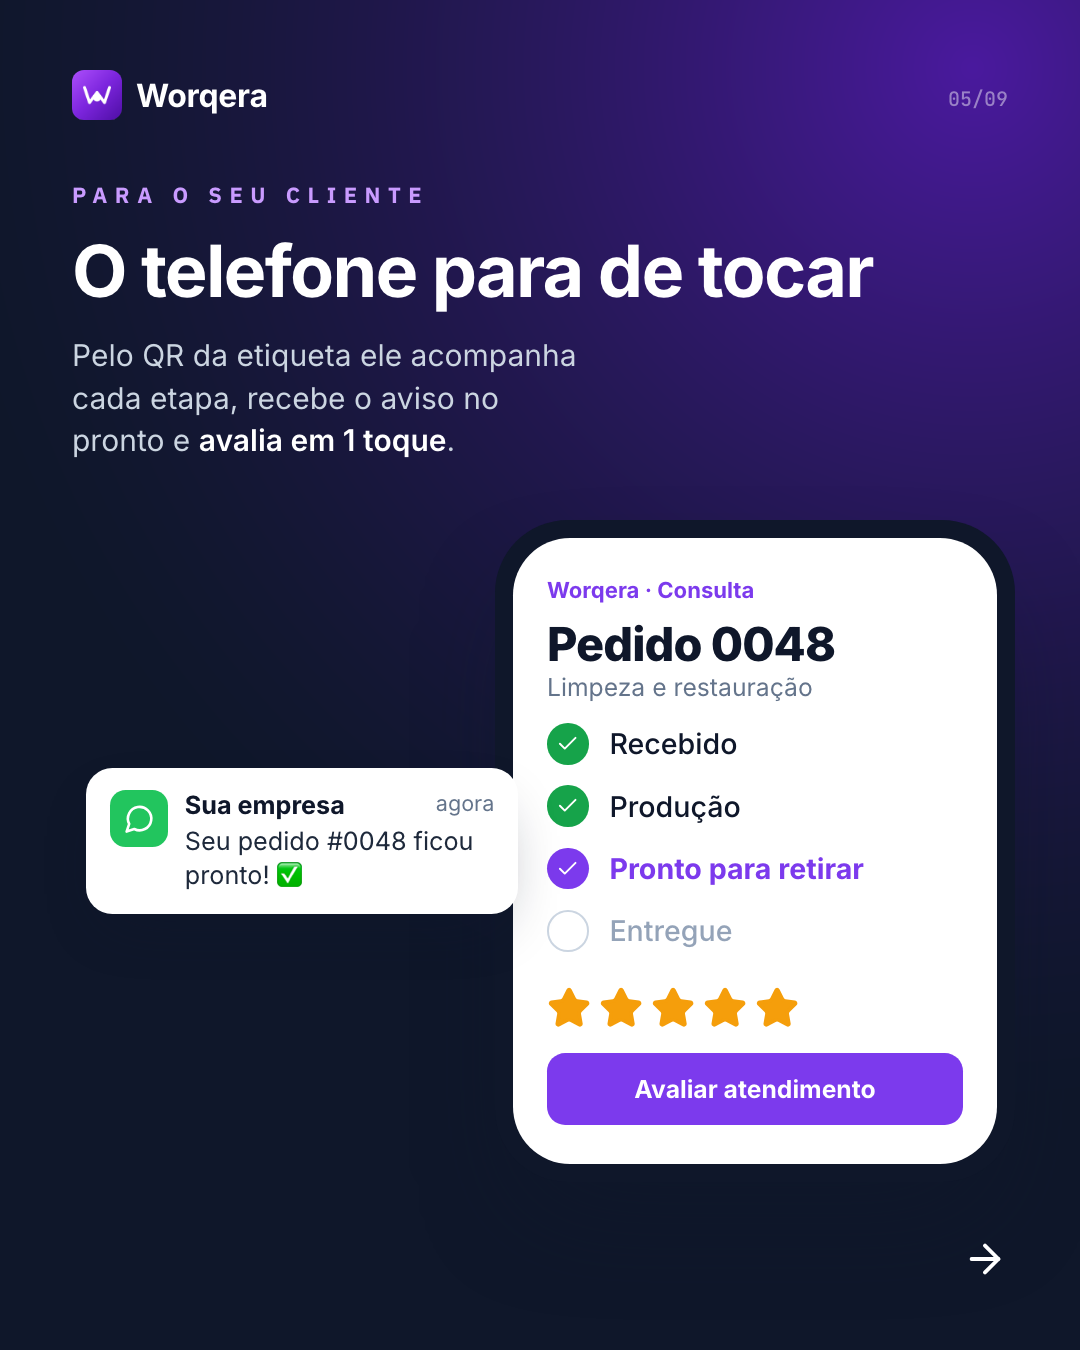 Worqera
05/09
PARA O SEU CLIENTE
O telefone para de tocar
Pelo QR da etiqueta ele acompanha
cada etapa, recebe o aviso no
pronto e avalia em 1 toque.
Worqera · Consulta
Pedido 0048
Limpeza e restauração
Recebido
Produção
Pronto para retirar
Entregue
Avaliar atendimento
Sua empresa
agora
Seu pedido #0048 ficou
pronto! ✅